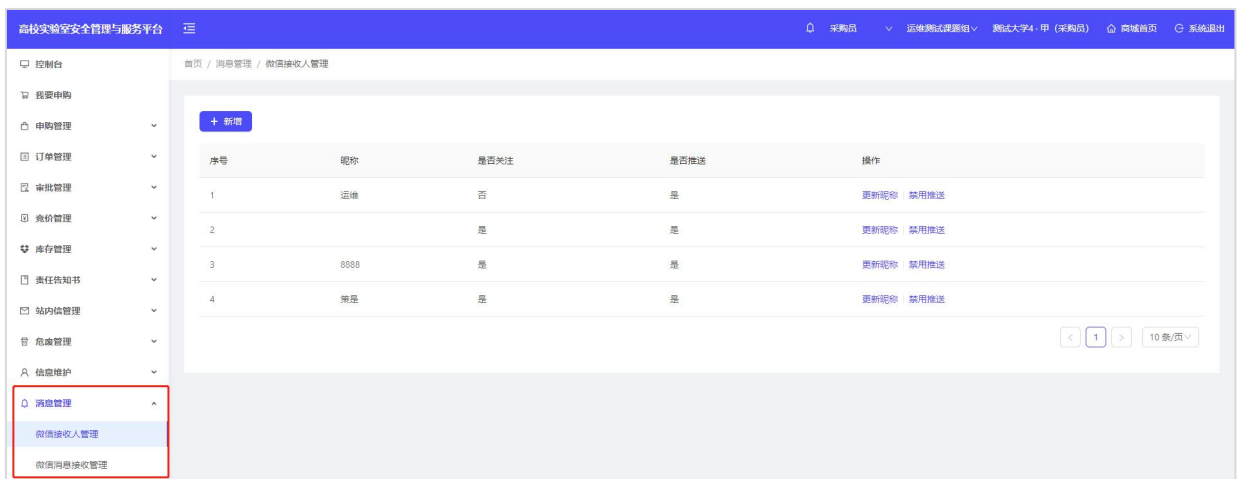 高校实验室安全管理与服务平台 采购员 运维测试课题组 测试大学4 - 甲（采购员） 商城首页 系统退出
控制台
首页 / 消息管理 / 微信接收人管理
我要申购
+ 新增
申购管理
订单管理
序号 昵称 是否关注 是否推送 操作
审批管理
1 运维 否 是 更新昵称 禁用推送
竞价管理
2 是 是 更新昵称 禁用推送
库存管理
3 8888 是 是 更新昵称 禁用推送
责任告知书
4 策是 是 是 更新昵称 禁用推送
站内信管理
< 1 > 10 条/页
危废管理
信息维护
消息管理
微信接收人管理
微信消息接收管理